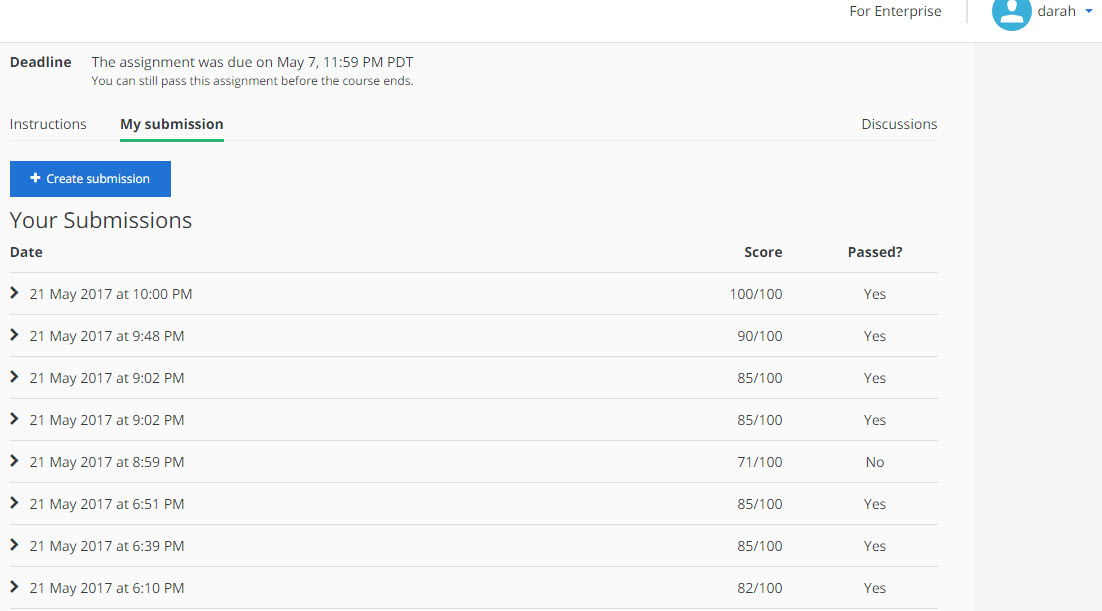 For Enterprise darah
Deadline The assignment was due on May 7, 11:59 PM PDT
You can still pass this assignment before the course ends.
Instructions My submission Discussions
+ Create submission
Your Submissions
Date Score Passed?
21 May 2017 at 10:00 PM 100/100 Yes
21 May 2017 at 9:48 PM 90/100 Yes
21 May 2017 at 9:02 PM 85/100 Yes
21 May 2017 at 9:02 PM 85/100 Yes
21 May 2017 at 8:59 PM 71/100 No
21 May 2017 at 6:51 PM 85/100 Yes
21 May 2017 at 6:39 PM 85/100 Yes
21 May 2017 at 6:10 PM 82/100 Yes